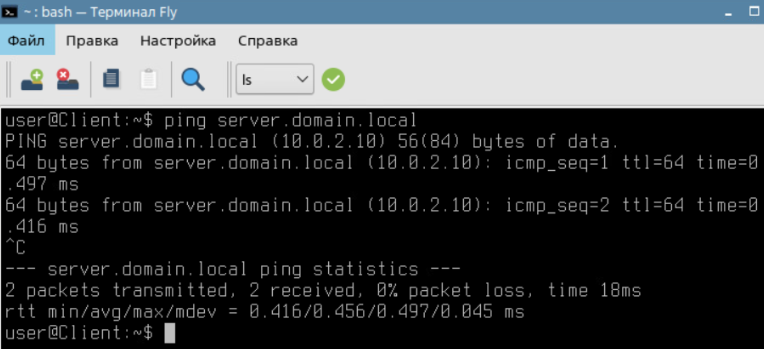 ~ : bash — Терминал Fly
Файл Правка Настройка Справка
ls
user@Client:~$ ping server.domain.local
PING server.domain.local (10.0.2.10) 56(84) bytes of data.
64 bytes from server.domain.local (10.0.2.10): icmp_seq=1 ttl=64 time=0
.497 ms
64 bytes from server.domain.local (10.0.2.10): icmp_seq=2 ttl=64 time=0
.416 ms
^C
--- server.domain.local ping statistics ---
2 packets transmitted, 2 received, 0% packet loss, time 18ms
rtt min/avg/max/mdev = 0.416/0.456/0.497/0.045 ms
user@Client:~$